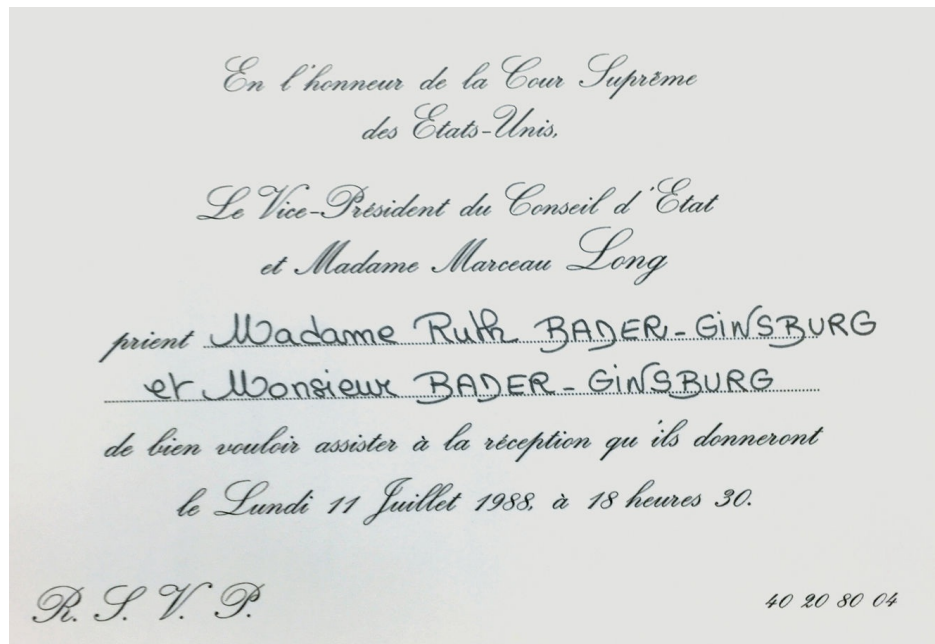 En l'honneur de la Cour Suprême
des Etats-Unis,
Le Vice-Président du Conseil d'Etat
et Madame Marceau Long
prient Madame Ruth BADER-GINSBURG
et Monsieur BADER-GINSBURG
de bien vouloir assister à la réception qu'ils donneront
le Lundi 11 Juillet 1988, à 18 heures 30.
R. S. V. P.
40 20 80 04